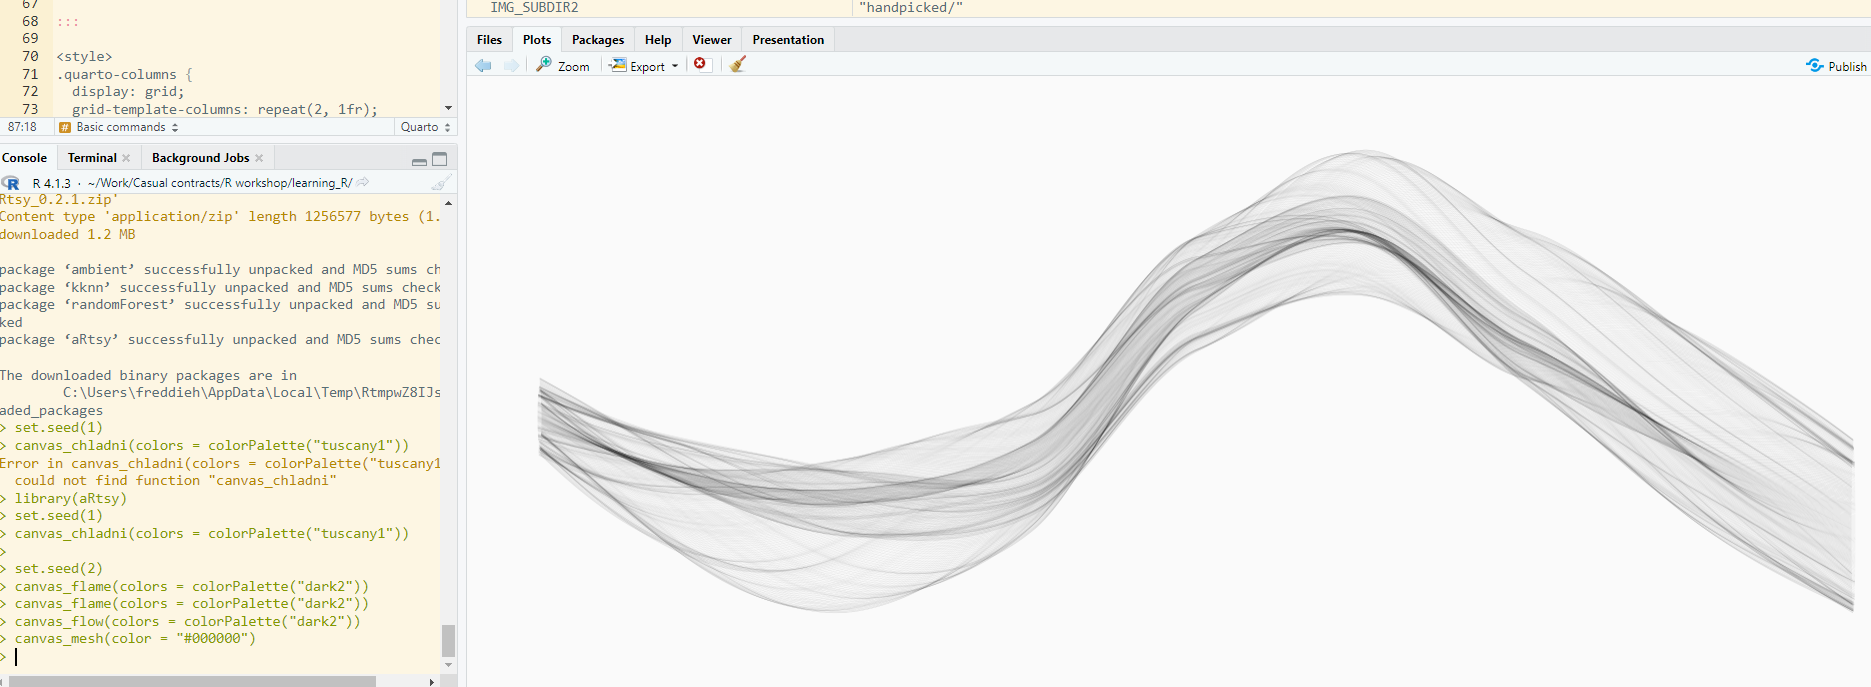 67
68 :::
69
70 <style>
71 .quarto-columns {
72 display: grid;
73 grid-template-columns: repeat(2, 1fr);
87:18 # Basic commands Quarto
Console Terminal Background Jobs
R R 4.1.3 · ~/Work/Casual contracts/R workshop/learning_R/
Rtsy_0.2.1.zip'
Content type 'application/zip' length 1256577 bytes (1.
downloaded 1.2 MB
package ‘ambient’ successfully unpacked and MD5 sums ch
package ‘kknn’ successfully unpacked and MD5 sums check
package ‘randomForest’ successfully unpacked and MD5 su
ked
package ‘aRtsy’ successfully unpacked and MD5 sums chec
The downloaded binary packages are in
C:\Users\freddieh\AppData\Local\Temp\RtmpwZ8IJs
aded_packages
> set.seed(1)
> canvas_chladni(colors = colorPalette("tuscany1"))
Error in canvas_chladni(colors = colorPalette("tuscany1
could not find function "canvas_chladni"
> library(aRtsy)
> set.seed(1)
> canvas_chladni(colors = colorPalette("tuscany1"))
>
> set.seed(2)
> canvas_flame(colors = colorPalette("dark2"))
> canvas_flame(colors = colorPalette("dark2"))
> canvas_flow(colors = colorPalette("dark2"))
> canvas_mesh(color = "#000000")
>
IMG_SUBDIR2 "handpicked/"
Files Plots Packages Help Viewer Presentation
Zoom Export Publish